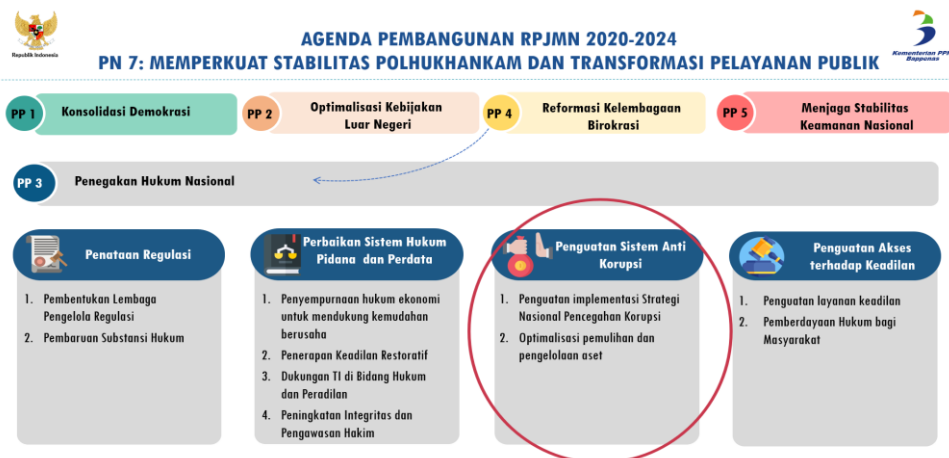 Republik Indonesia
AGENDA PEMBANGUNAN RPJMN 2020-2024
PN 7: MEMPERKUAT STABILITAS POLHUKHANKAM DAN TRANSFORMASI PELAYANAN PUBLIK
Kementerian PPN
Bappenas
PP 1
Konsolidasi Demokrasi
PP 2
Optimalisasi Kebijakan
Luar Negeri
PP 4
Reformasi Kelembagaan
Birokrasi
PP 5
Menjaga Stabilitas
Keamanan Nasional
PP 3
Penegakan Hukum Nasional
Penataan Regulasi
1. Pembentukan Lembaga
Pengelola Regulasi
2. Pembaruan Substansi Hukum
Perbaikan Sistem Hukum
Pidana dan Perdata
1. Penyempurnaan hukum ekonomi
untuk mendukung kemudahan
berusaha
2. Penerapan Keadilan Restoratif
3. Dukungan TI di Bidang Hukum
dan Peradilan
4. Peningkatan Integritas dan
Pengawasan Hakim
Penguatan Sistem Anti
Korupsi
1. Penguatan implementasi Strategi
Nasional Pencegahan Korupsi
2. Optimalisasi pemulihan dan
pengelolaan aset
Penguatan Akses
terhadap Keadilan
1. Penguatan layanan keadilan
2. Pemberdayaan Hukum bagi
Masyarakat